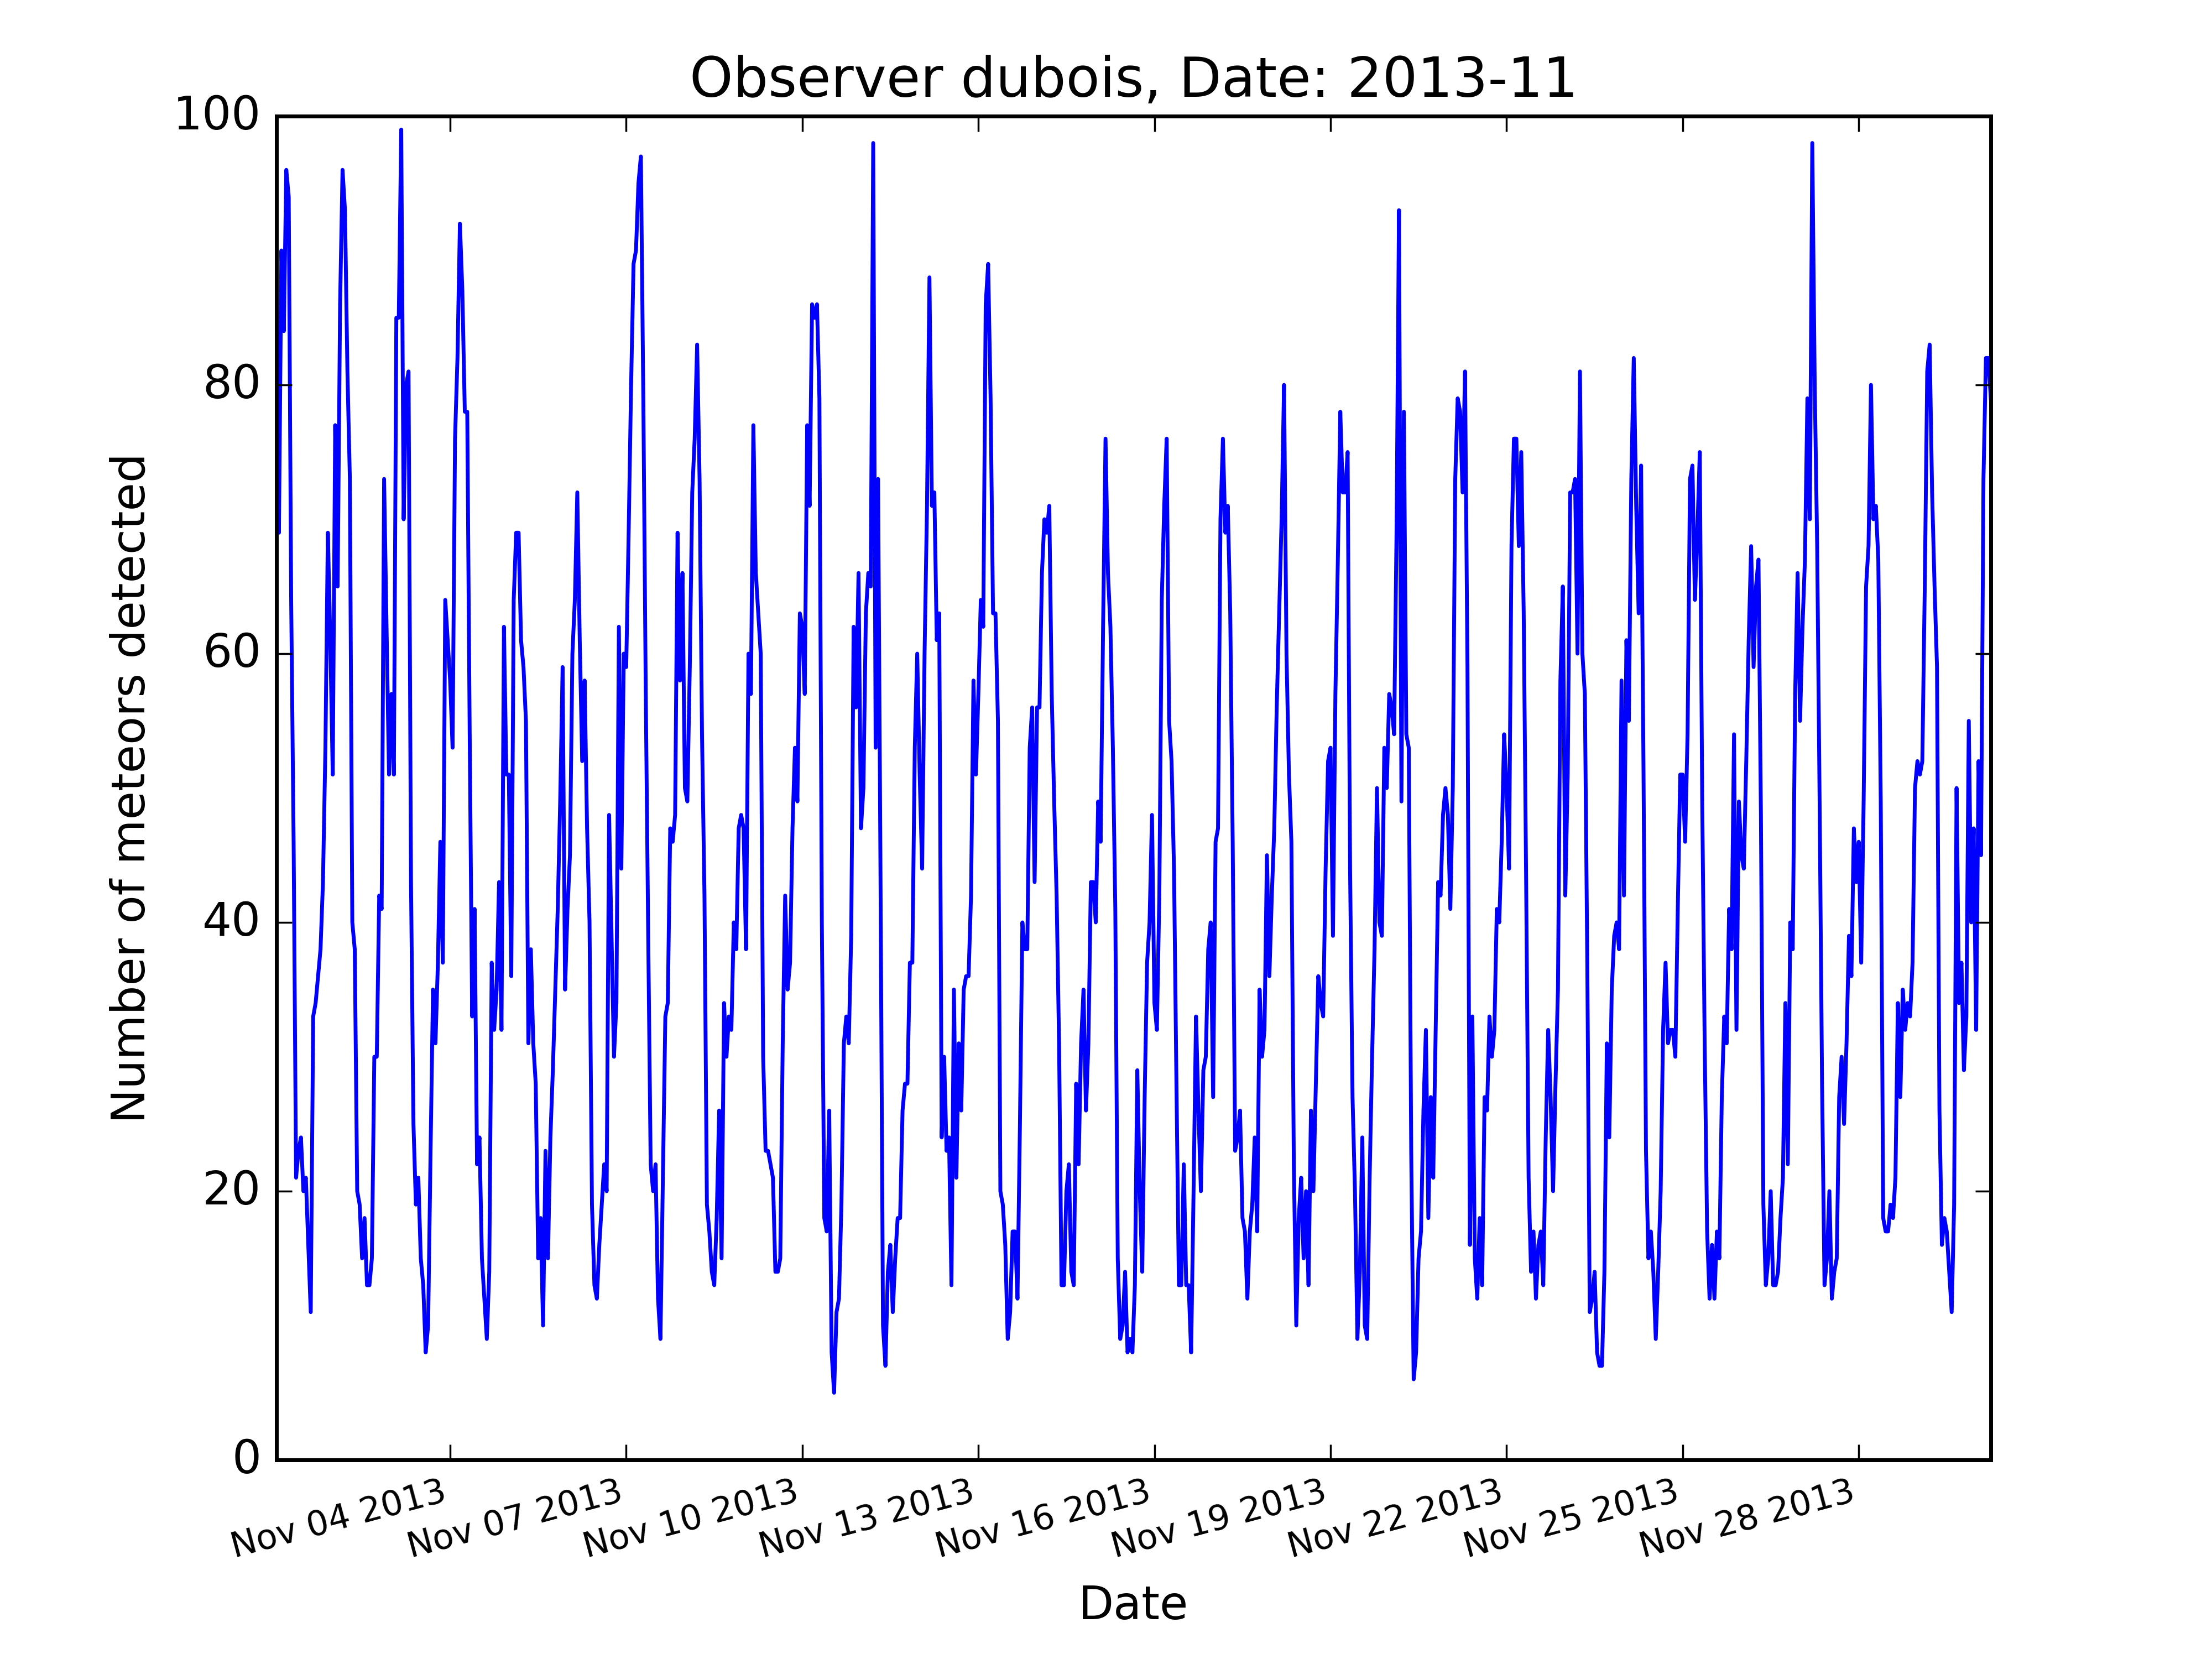 Observer dubois, Date: 2013-11
100
80
60
40
20
0
Number of meteors detected
Nov 04 2013
Nov 07 2013
Nov 10 2013
Nov 13 2013
Nov 16 2013
Nov 19 2013
Nov 22 2013
Nov 25 2013
Nov 28 2013
Date